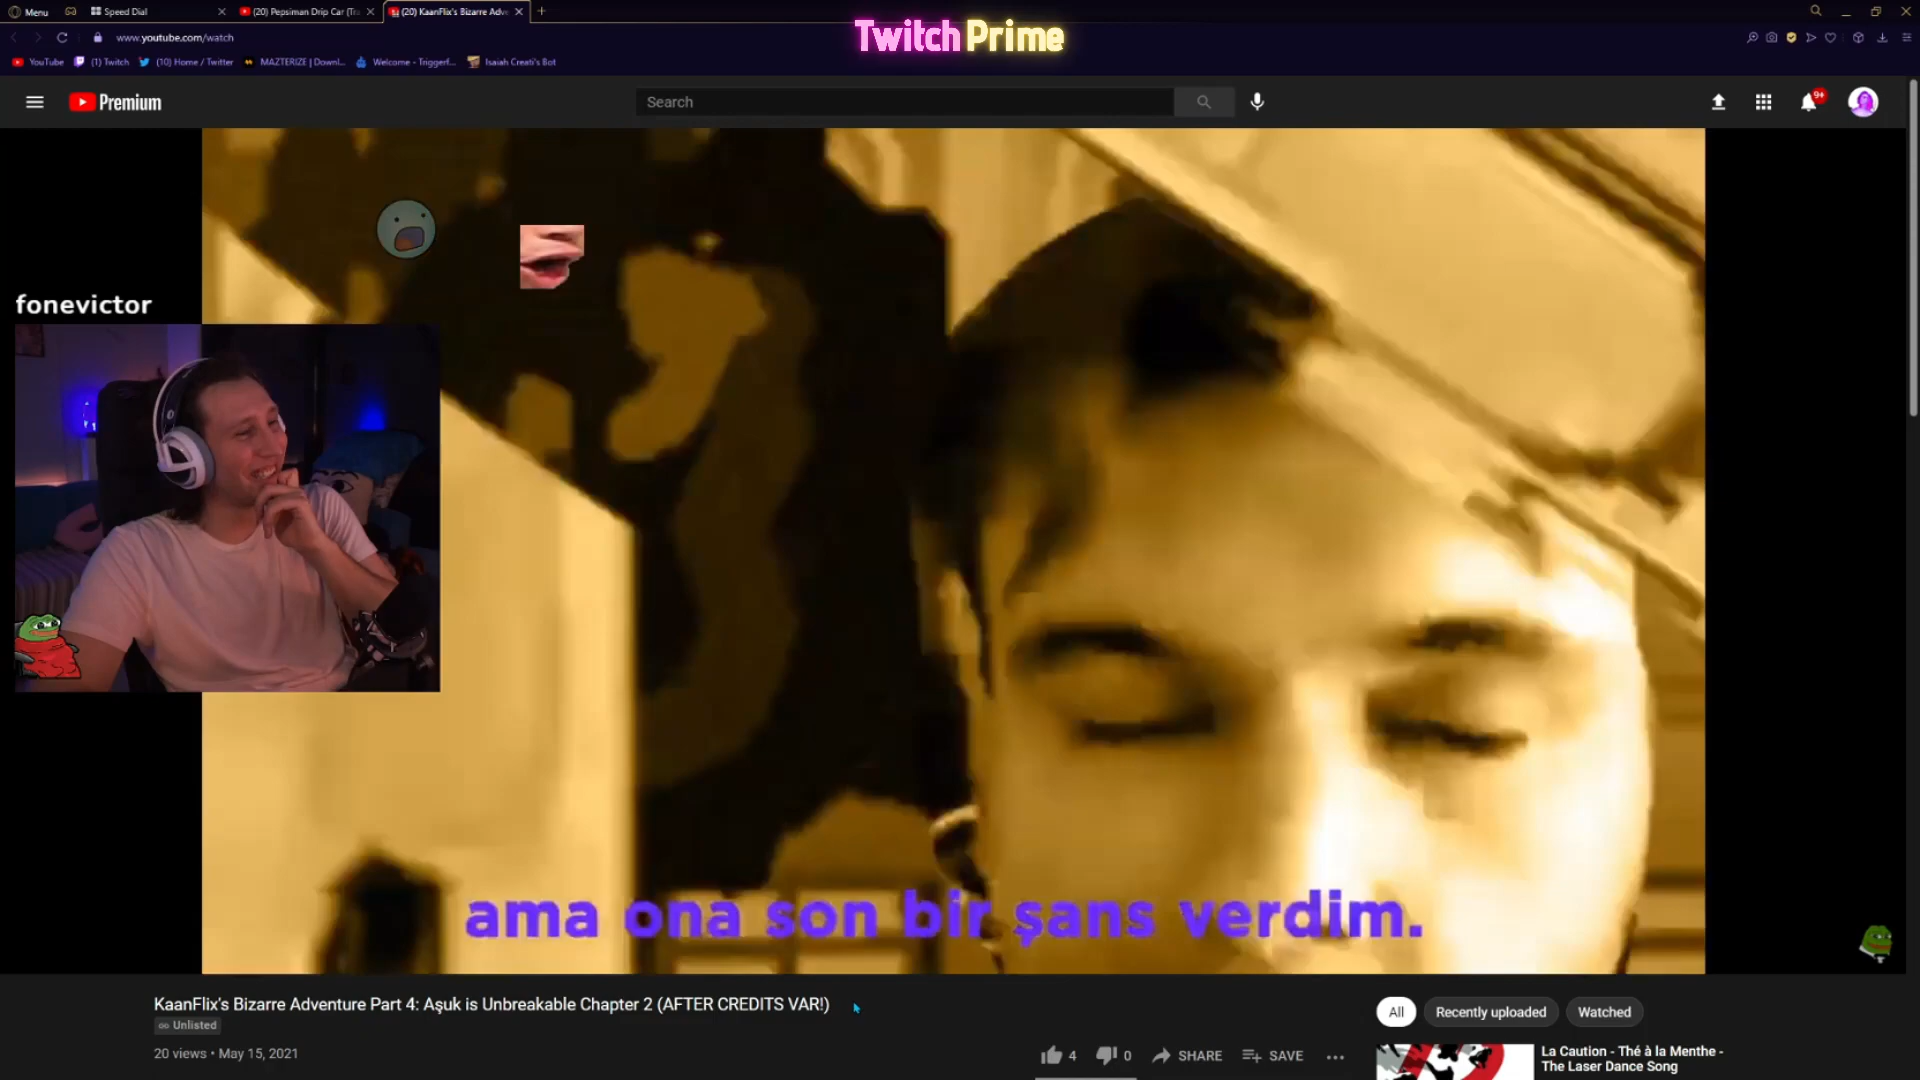 Menu
Speed Dial
(20) Pepsiman Drip Car (Tra
(20) KaanFlix's Bizarre Adve
www.youtube.com/watch
Twitch Prime
YouTube
(1) Twitch
(10) Home / Twitter
MAZTERIZE | Downl...
Welcome - Triggerf...
Isaiah Creati's Bot
Premium
Search
9+
fonevictor
ama ona son bir şans verdim.
KaanFlix's Bizarre Adventure Part 4: Aşuk is Unbreakable Chapter 2 (AFTER CREDITS VAR!)
Unlisted
20 views • May 15, 2021
4
0
SHARE
SAVE
All
Recently uploaded
Watched
La Caution - Thé à la Menthe -
The Laser Dance Song